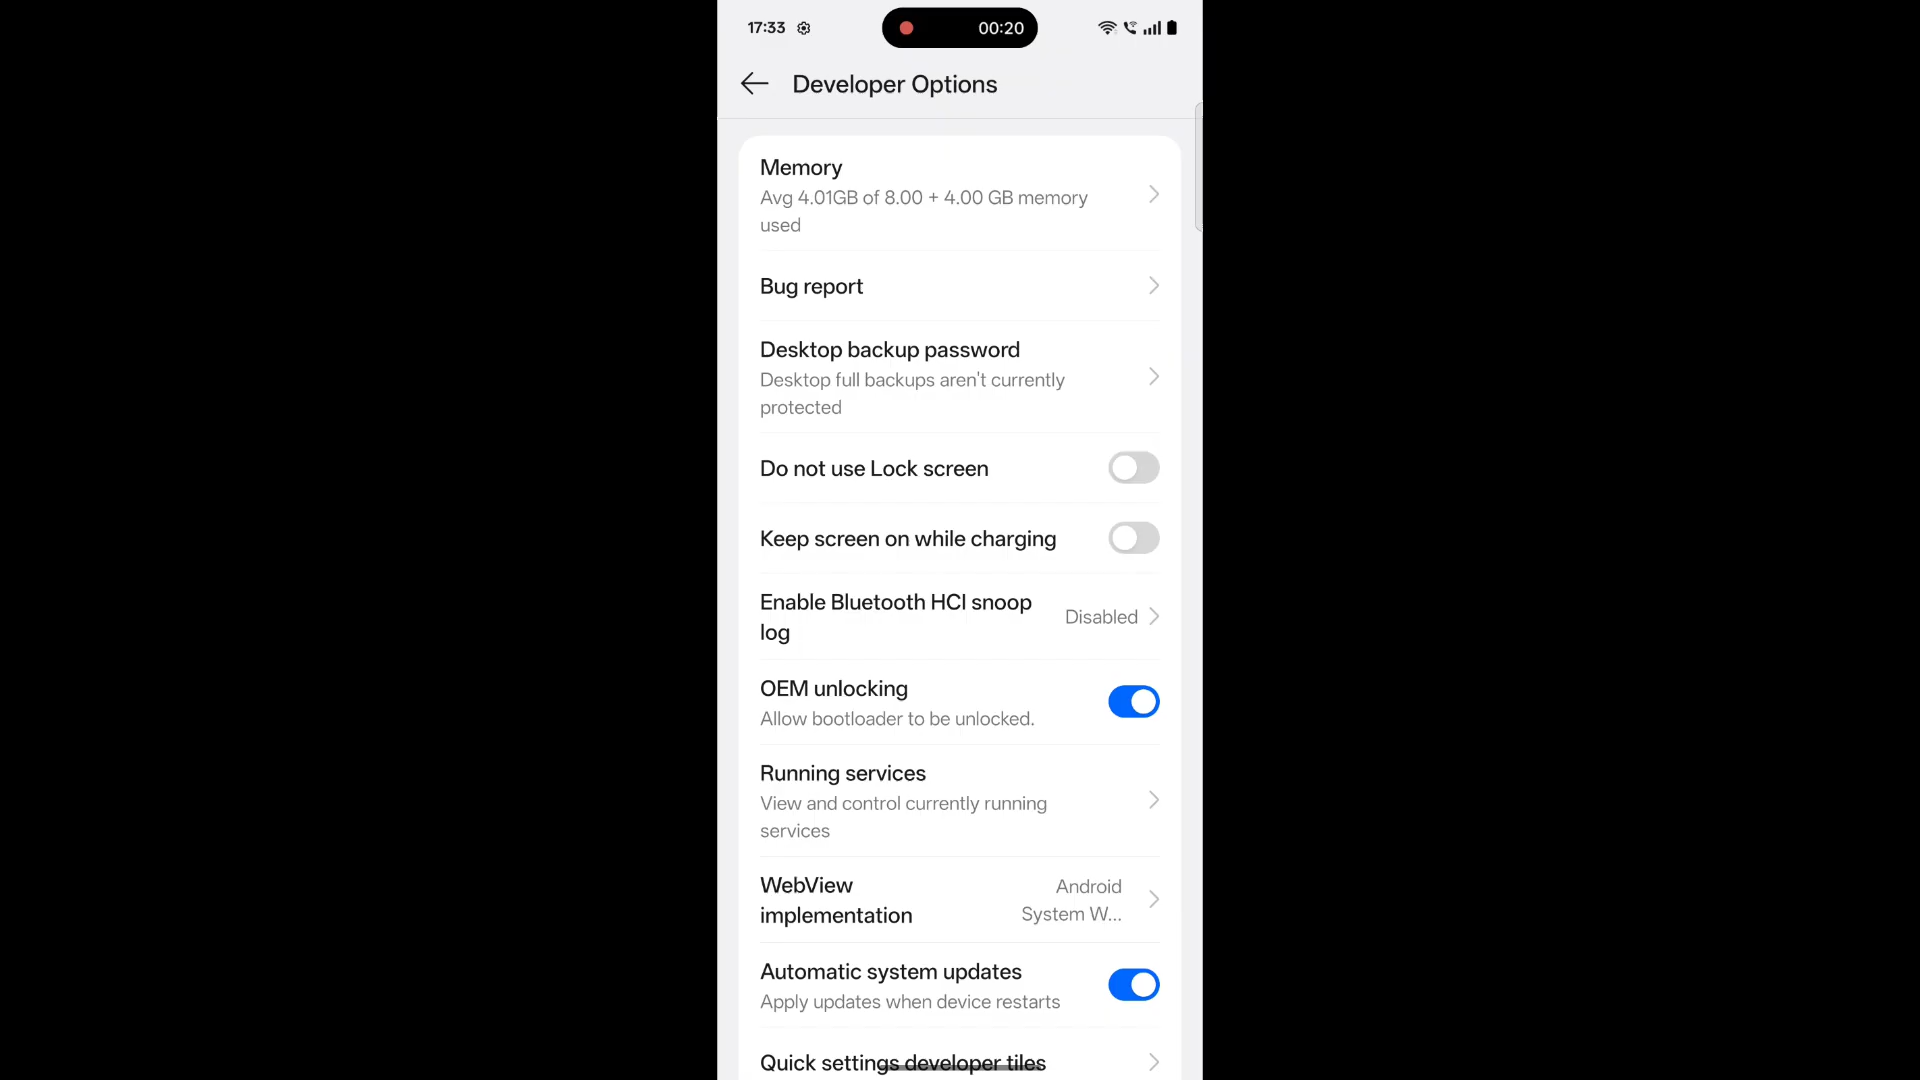 17:33
00:20
Developer Options
Memory
Avg 4.01GB of 8.00 + 4.00 GB memory
used
Bug report
Desktop backup password
Desktop full backups aren't currently
protected
Do not use Lock screen
Keep screen on while charging
Enable Bluetooth HCI snoop
log
Disabled
OEM unlocking
Allow bootloader to be unlocked.
Running services
View and control currently running
services
WebView
implementation
Android
System W...
Automatic system updates
Apply updates when device restarts
Quick settings developer tiles